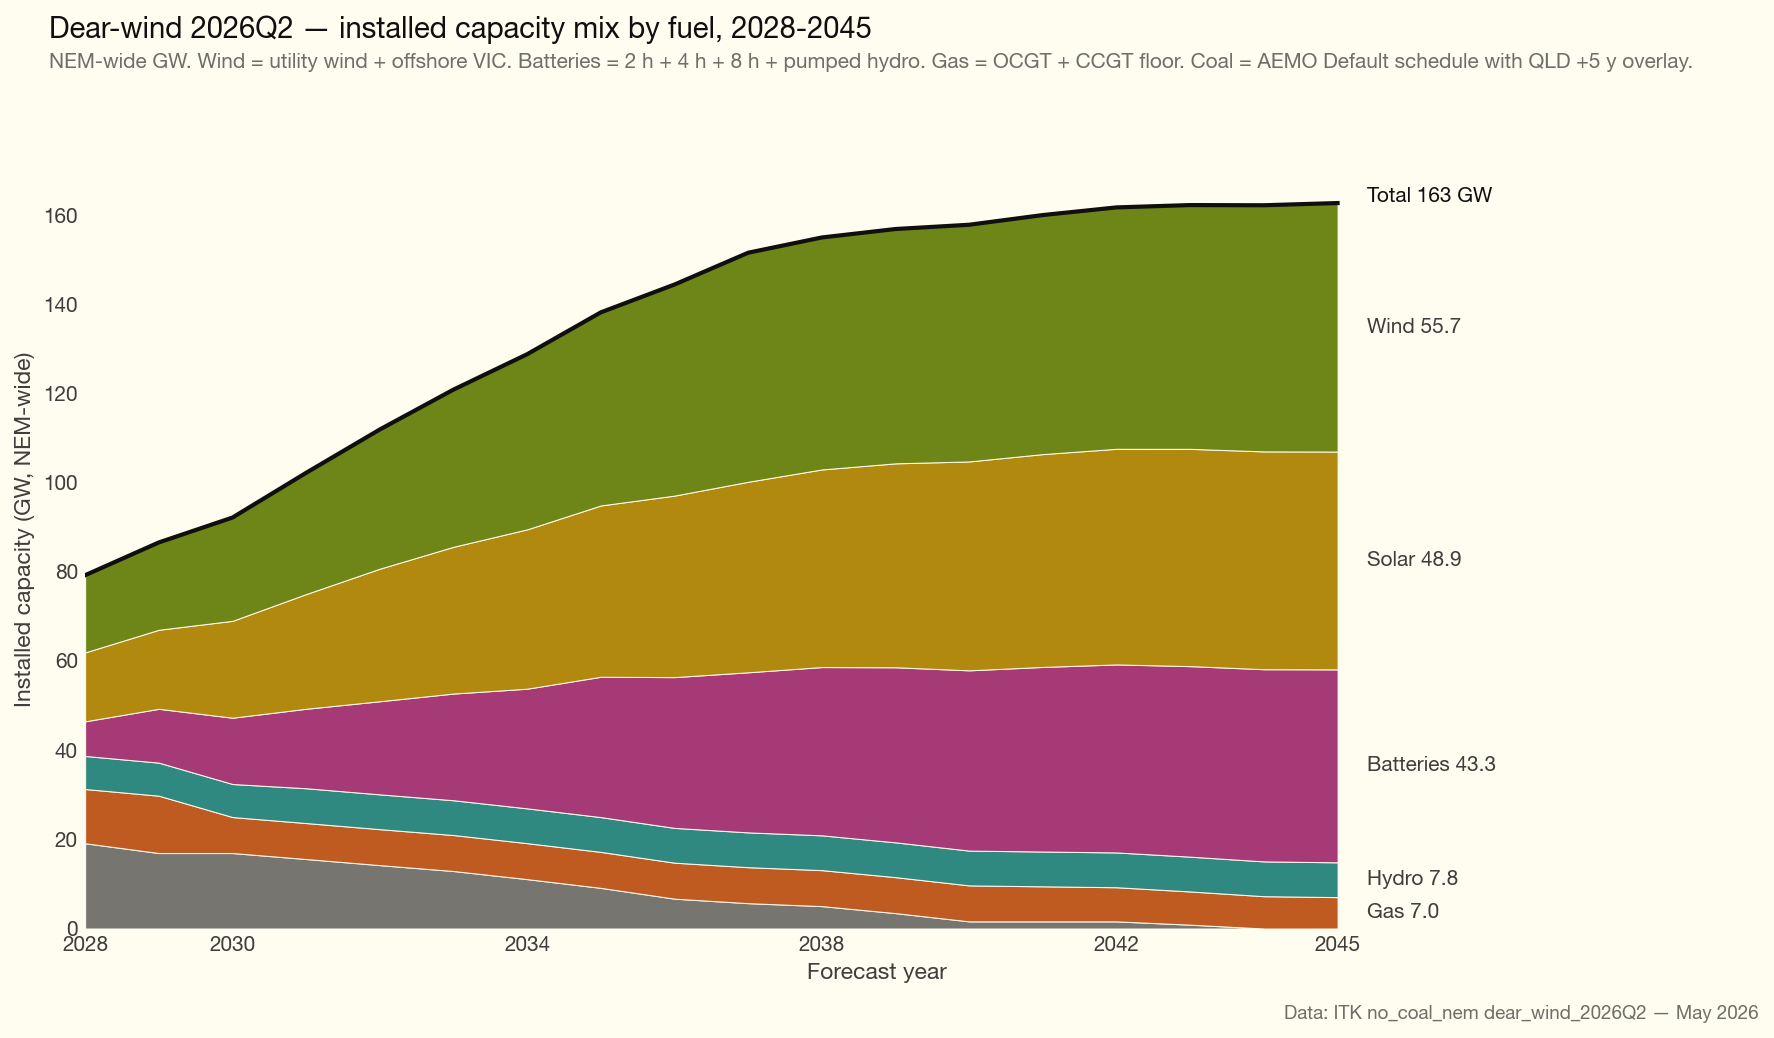 Dear-wind 2026Q2 — installed capacity mix by fuel, 2028-2045
NEM-wide GW. Wind = utility wind + offshore VIC. Batteries = 2 h + 4 h + 8 h + pumped hydro. Gas = OCGT + CCGT floor. Coal = AEMO Default schedule with QLD +5 y overlay.
Total 163 GW
160
Wind 55.7
140
120
100
Solar 48.9
80
60
Batteries 43.3
40
20
Hydro 7.8
Gas 7.0
0
Installed capacity (GW, NEM-wide)
2028 2030 2034 2038 2042 2045
Forecast year
Data: ITK no_coal_nem dear_wind_2026Q2 — May 2026